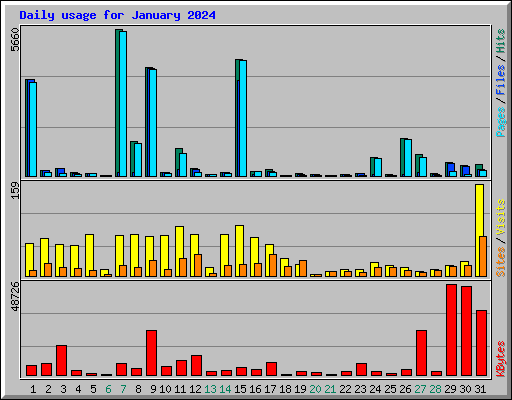 Daily usage for January 2024
5660
Pages / Files / Hits
159
Sites / Visits
48726
KBytes
1 2 3 4 5 6 7 8 9 10 11 12 13 14 15 16 17 18 19 20 21 22 23 24 25 26 27 28 29 30 31